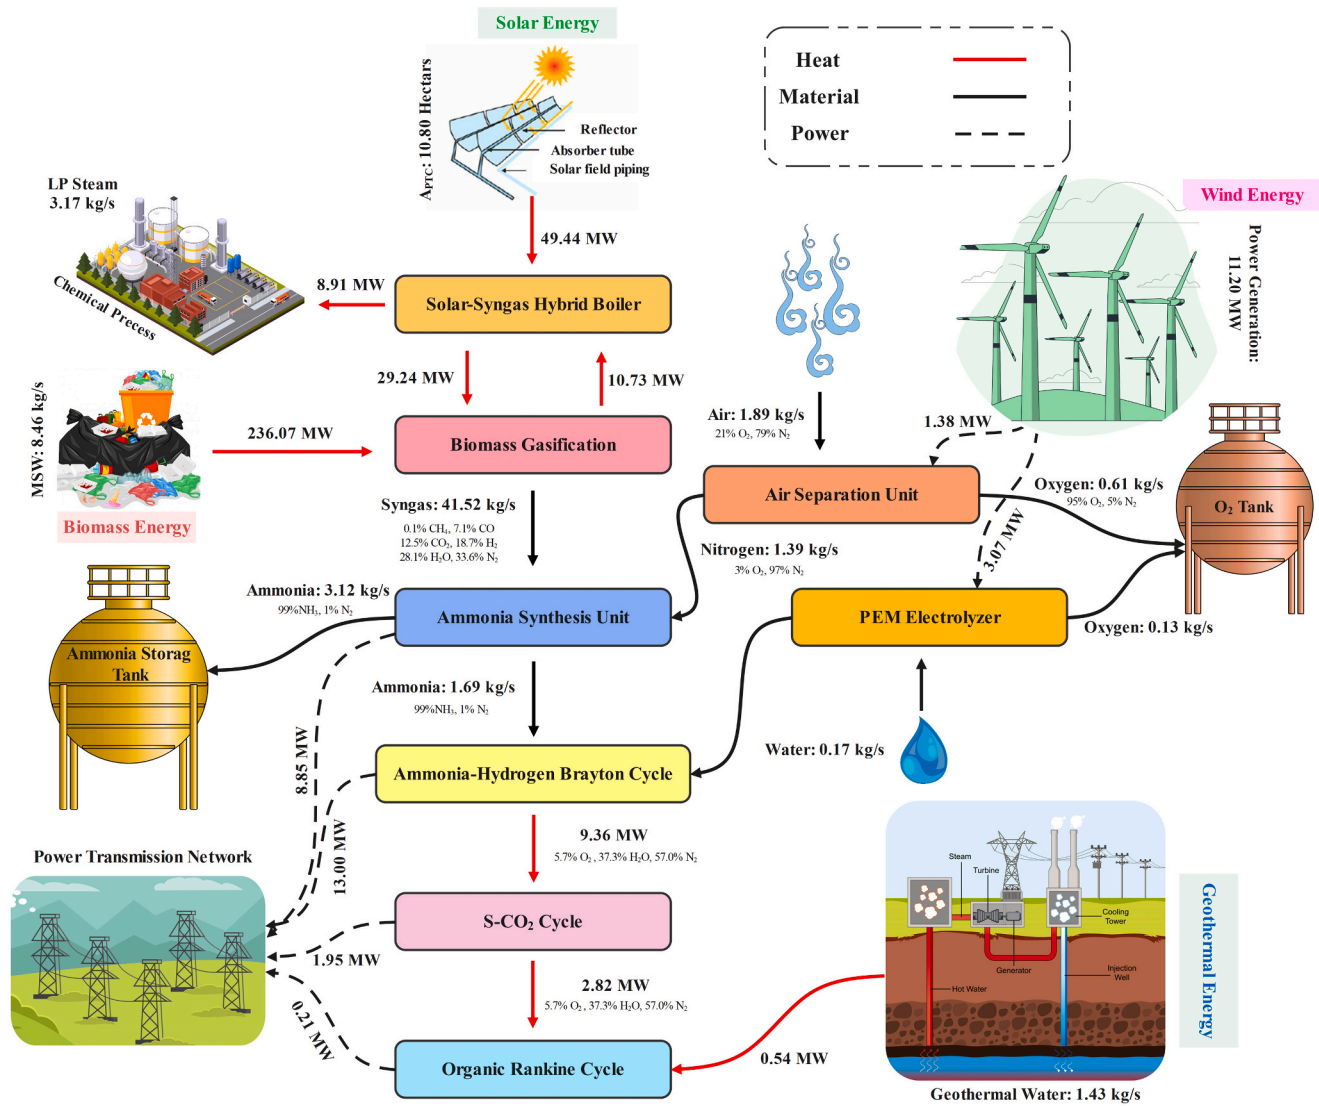 Solar Energy
A_PTC: 10.80 Hectars
Reflector
Absorber tube
Solar field piping
Heat
Material
Power
LP Steam
3.17 kg/s
Chemical Precess
49.44 MW
8.91 MW
Solar-Syngas Hybrid Boiler
29.24 MW
10.73 MW
Wind Energy
Power Generation:
11.20 MW
MSW: 8.46 kg/s
236.07 MW
Biomass Gasification
Biomass Energy
Air: 1.89 kg/s
21% O₂, 79% N₂
1.38 MW
Air Separation Unit
Oxygen: 0.61 kg/s
95% O₂, 5% N₂
O₂ Tank
Syngas: 41.52 kg/s
0.1% CH₄, 7.1% CO
12.5% CO₂, 18.7% H₂
28.1% H₂O, 33.6% N₂
Nitrogen: 1.39 kg/s
3% O₂, 97% N₂
3.07 MW
Ammonia: 3.12 kg/s
99%NH₃, 1% N₂
Ammonia Synthesis Unit
PEM Electrolyzer
Oxygen: 0.13 kg/s
Ammonia Storag
Tank
Ammonia: 1.69 kg/s
99%NH₃, 1% N₂
8.85 MW
Water: 0.17 kg/s
Ammonia-Hydrogen Brayton Cycle
13.00 MW
9.36 MW
5.7% O₂ , 37.3% H₂O, 57.0% N₂
Power Transmission Network
S-CO₂ Cycle
1.95 MW
2.82 MW
5.7% O₂ , 37.3% H₂O, 57.0% N₂
0.21 MW
Organic Rankine Cycle
0.54 MW
Steam
Turbine
Cooling
Tower
Generator
Injection
Well
Hot Water
Geothermal Energy
Geothermal Water: 1.43 kg/s